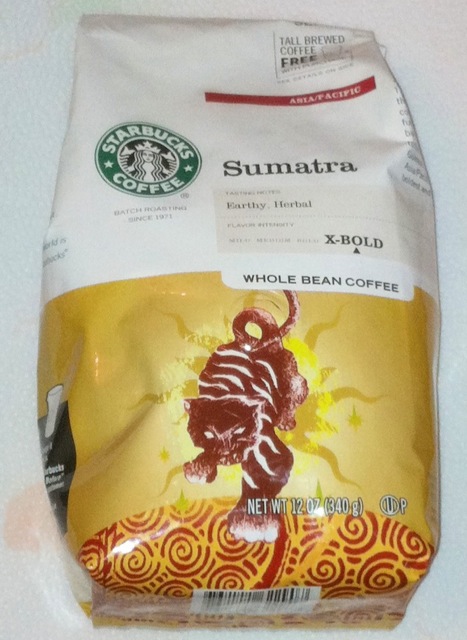 TALL BREWED
COFFEE
FREE
ASIA/PACIFIC
STARBUCKS
COFFEE
®
BATCH ROASTING
SINCE 1971
Sumatra
TASTING NOTES
Earthy, Herbal
FLAVOR INTENSITY
MILD MEDIUM BOLD X-BOLD
WHOLE BEAN COFFEE
NET WT 12 OZ (340 g) U P